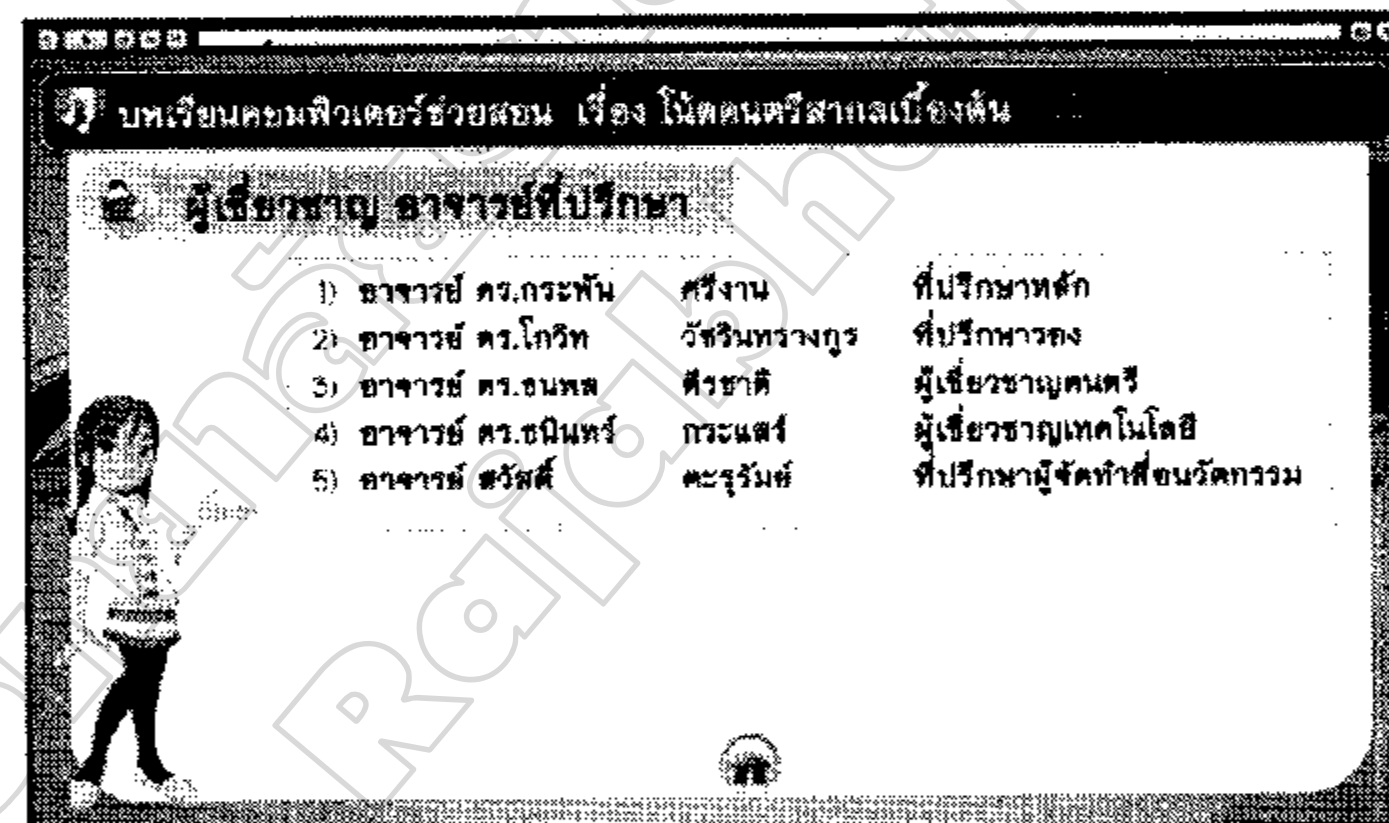 บทเรียนคอมพิวเตอร์ช่วยสอน เรื่อง โน้ตดนตรีสากลเบื้องต้น
ผู้เชี่ยวชาญ อาจารย์ที่ปรึกษา
1) อาจารย์ ดร.กระพัน ศรีงาน ที่ปรึกษาหลัก
2) อาจารย์ ดร.โกวิท วัชรินทรางกูร ที่ปรึกษารอง
3) อาจารย์ ดร.ธนพล ตีรชาติ ผู้เชี่ยวชาญดนตรี
4) อาจารย์ ดร.ชนินทร์ กระแสร์ ผู้เชี่ยวชาญเทคโนโลยี
5) อาจารย์ สวัสดิ์ ตะรุรัมย์ ที่ปรึกษาผู้จัดทำสื่อนวัตกรรม
Rajabh